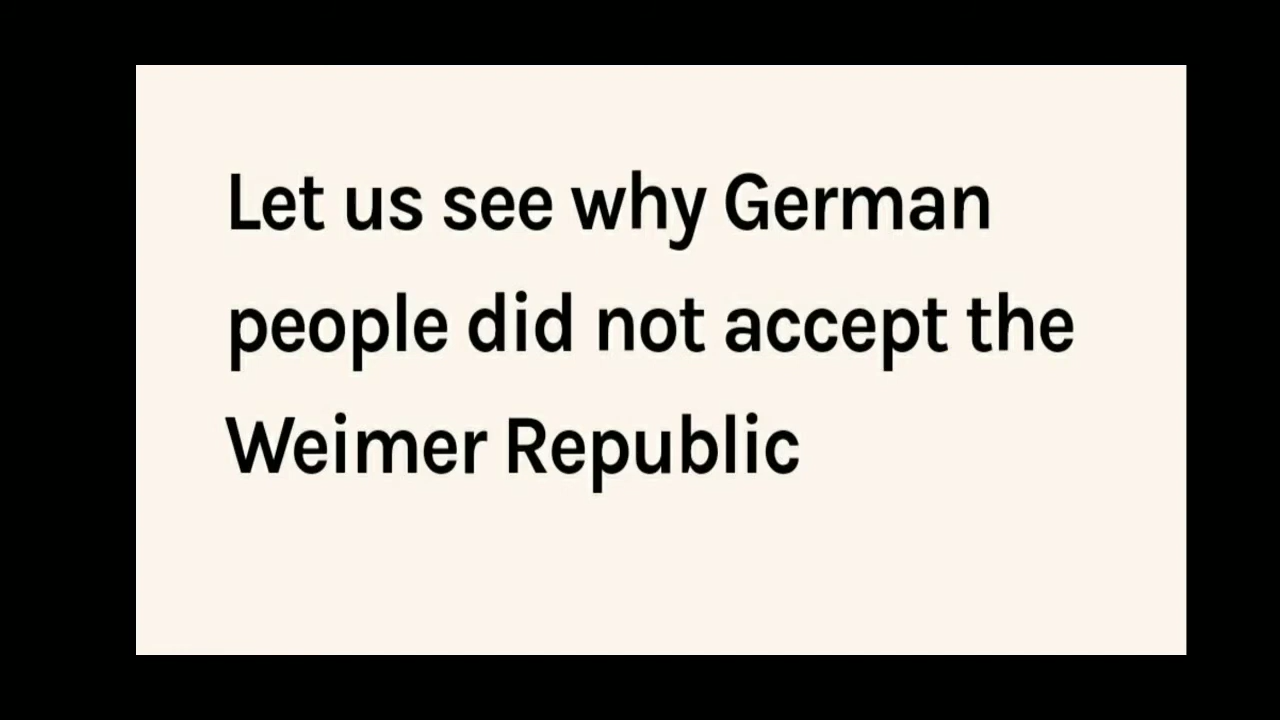 Let us see why German
people did not accept the
Weimer Republic